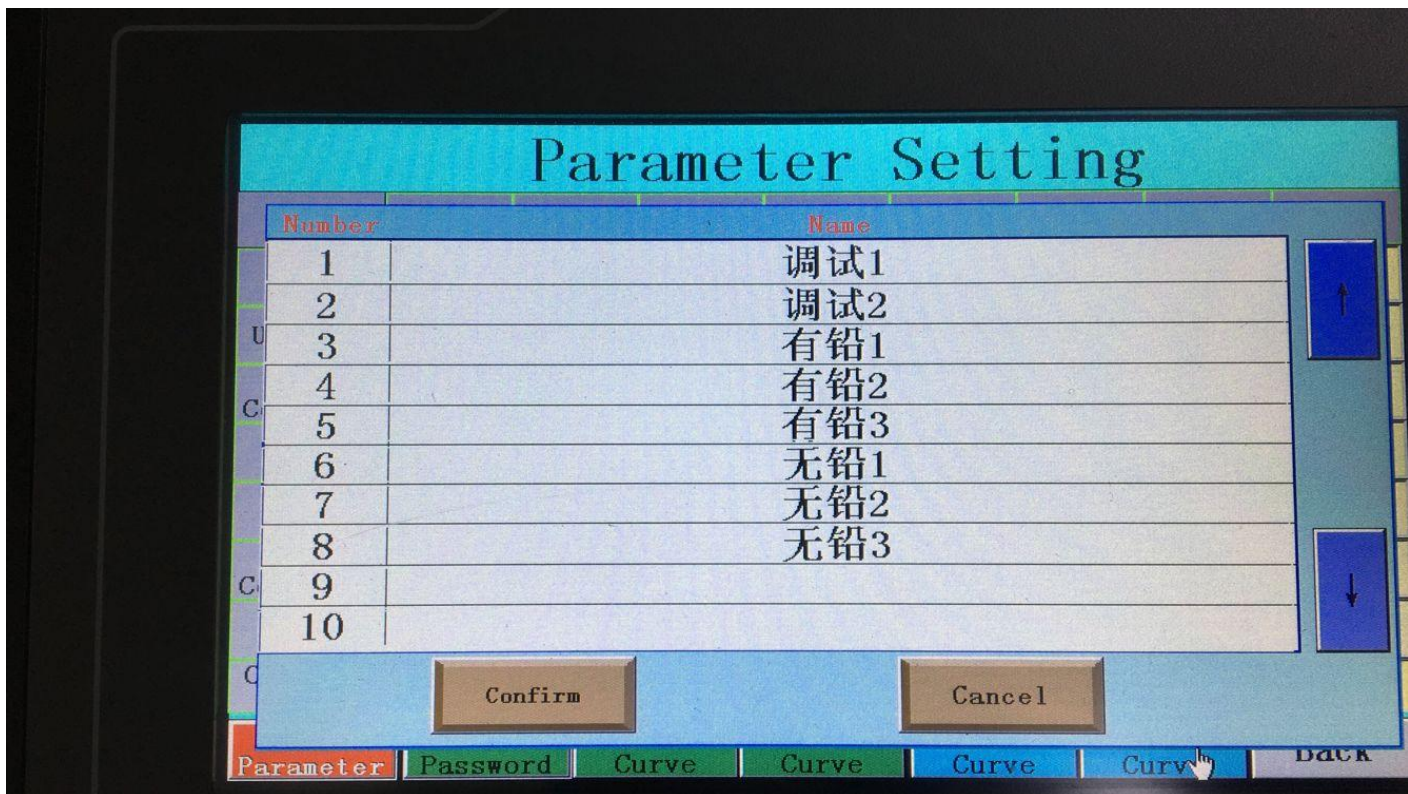 Parameter Setting
Number Name
1 调试1
2 调试2
3 有铅1
4 有铅2
5 有铅3
6 无铅1
7 无铅2
8 无铅3
9
10
↑
↓
Confirm Cancel
Parameter Password Curve Curve Curve Curv Back